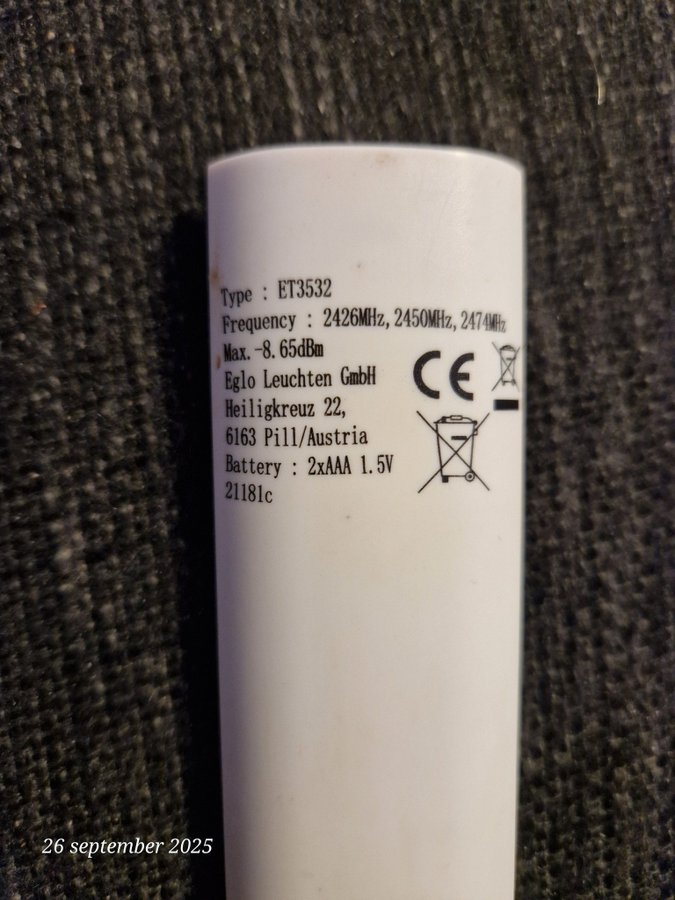 Type : ET3532
Frequency : 2426MHz, 2450MHz, 2474MHz
Max.-8.65dBm
Eglo Leuchten GmbH
Heiligkreuz 22,
6163 Pill/Austria
Battery : 2xAAA 1.5V
21181c
CE
26 september 2025